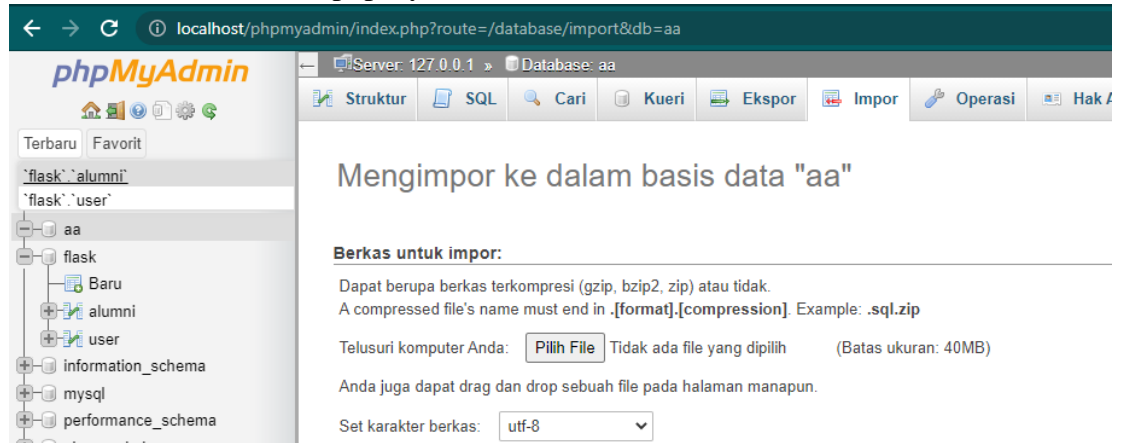 localhost/phpmyadmin/index.php?route=/database/import&db=aa
phpMyAdmin
Terbaru Favorit
`flask`.`alumni`
`flask`.`user`
aa
flask
Baru
alumni
user
information_schema
mysql
performance_schema
Server: 127.0.0.1 » Database: aa
Struktur SQL Cari Kueri Ekspor Impor Operasi Hak A
Mengimpor ke dalam basis data "aa"
Berkas untuk impor:
Dapat berupa berkas terkompresi (gzip, bzip2, zip) atau tidak.
A compressed file's name must end in .[format].[compression]. Example: .sql.zip
Telusuri komputer Anda: Pilih File Tidak ada file yang dipilih (Batas ukuran: 40MB)
Anda juga dapat drag dan drop sebuah file pada halaman manapun.
Set karakter berkas: utf-8